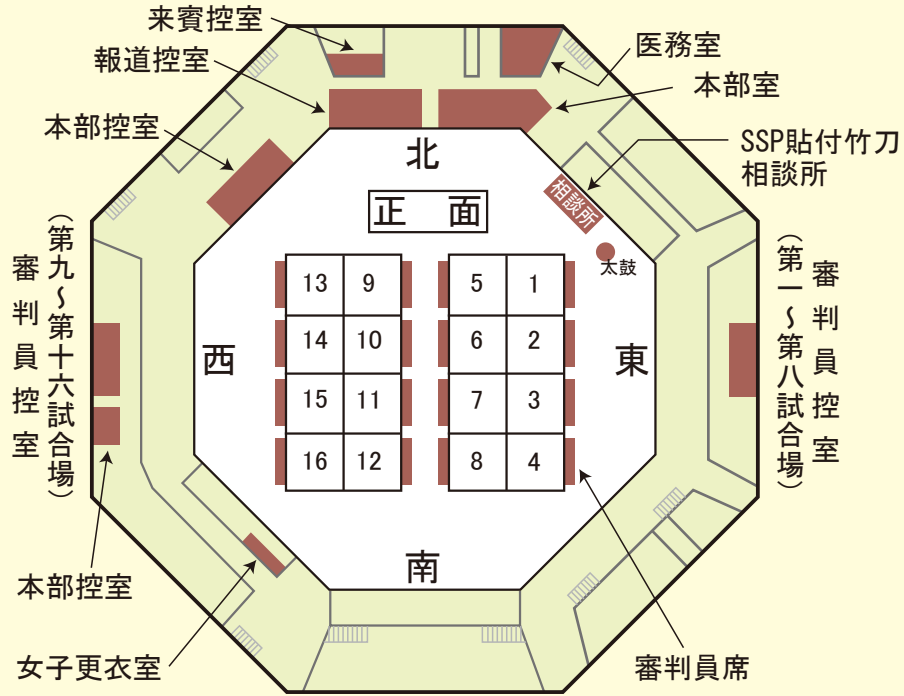 来賓控室
報道控室
本部控室
医務室
本部室
SSP貼付竹刀
相談所
相談所
太鼓
北
正 面
審判員控室
(第九〜第十六試合場)
審判員控室
(第一〜第八試合場)
西
東
13 9
14 10
15 11
16 12
5 1
6 2
7 3
8 4
南
本部控室
女子更衣室
審判員席